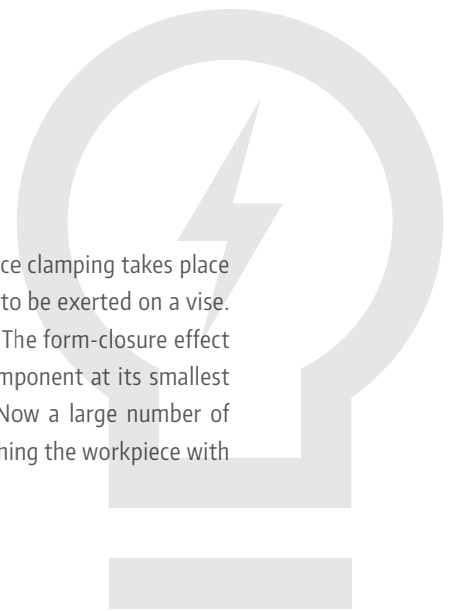 ce clamping takes place
to be exerted on a vise.
The form-closure effect
mponent at its smallest
Now a large number of
hing the workpiece with